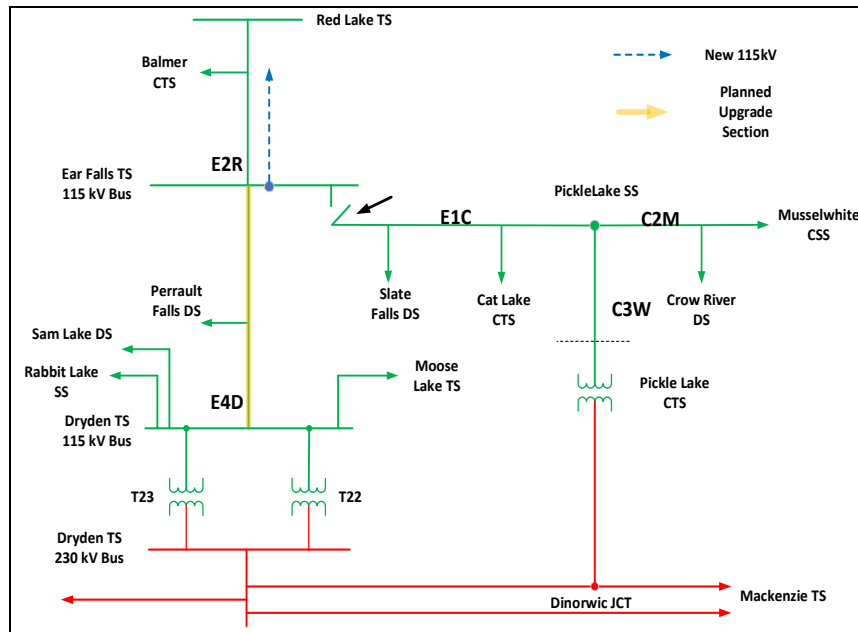 Red Lake TS
Balmer
CTS
New 115kV
Planned
Upgrade
Section
E2R
Ear Falls TS
115 kV Bus
PickleLake SS
E1C
C2M
Musselwhite
CSS
Slate
Falls DS
Cat Lake
CTS
Crow River
DS
C3W
Perrault
Falls DS
Sam Lake DS
Rabbit Lake
SS
Moose
Lake TS
Pickle Lake
CTS
E4D
Dryden TS
115 kV Bus
T23
T22
Dryden TS
230 kV Bus
Dinorwic JCT
Mackenzie TS